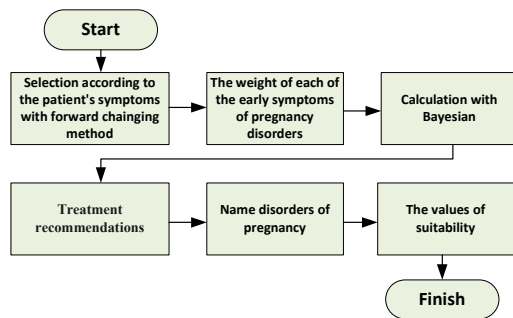 Start
Selection according to
the patient's symptoms
with forward chainging
method
The weight of each of
the early symptoms
of pregnancy
disorders
Calculation with
Bayesian
Treatment
recommendations
Name disorders of
pregnancy
The values of
suitability
Finish